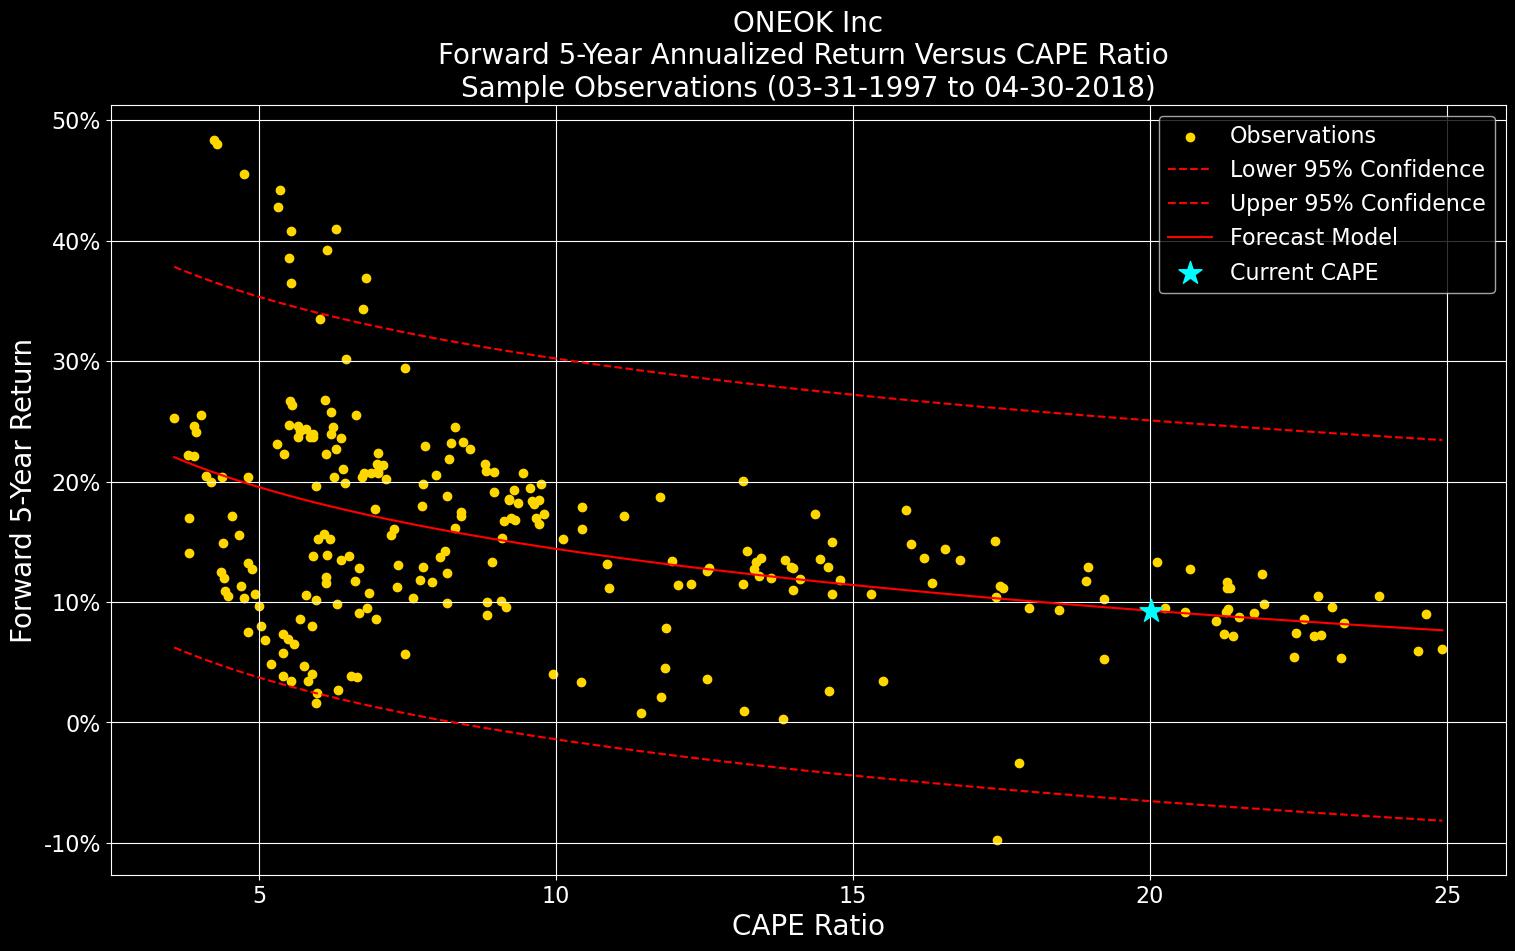 ONEOK Inc
Forward 5-Year Annualized Return Versus CAPE Ratio
Sample Observations (03-31-1997 to 04-30-2018)
Observations
Lower 95% Confidence
Upper 95% Confidence
Forecast Model
Current CAPE
Forward 5-Year Return
50%
40%
30%
20%
10%
0%
-10%
5
10
15
20
25
CAPE Ratio